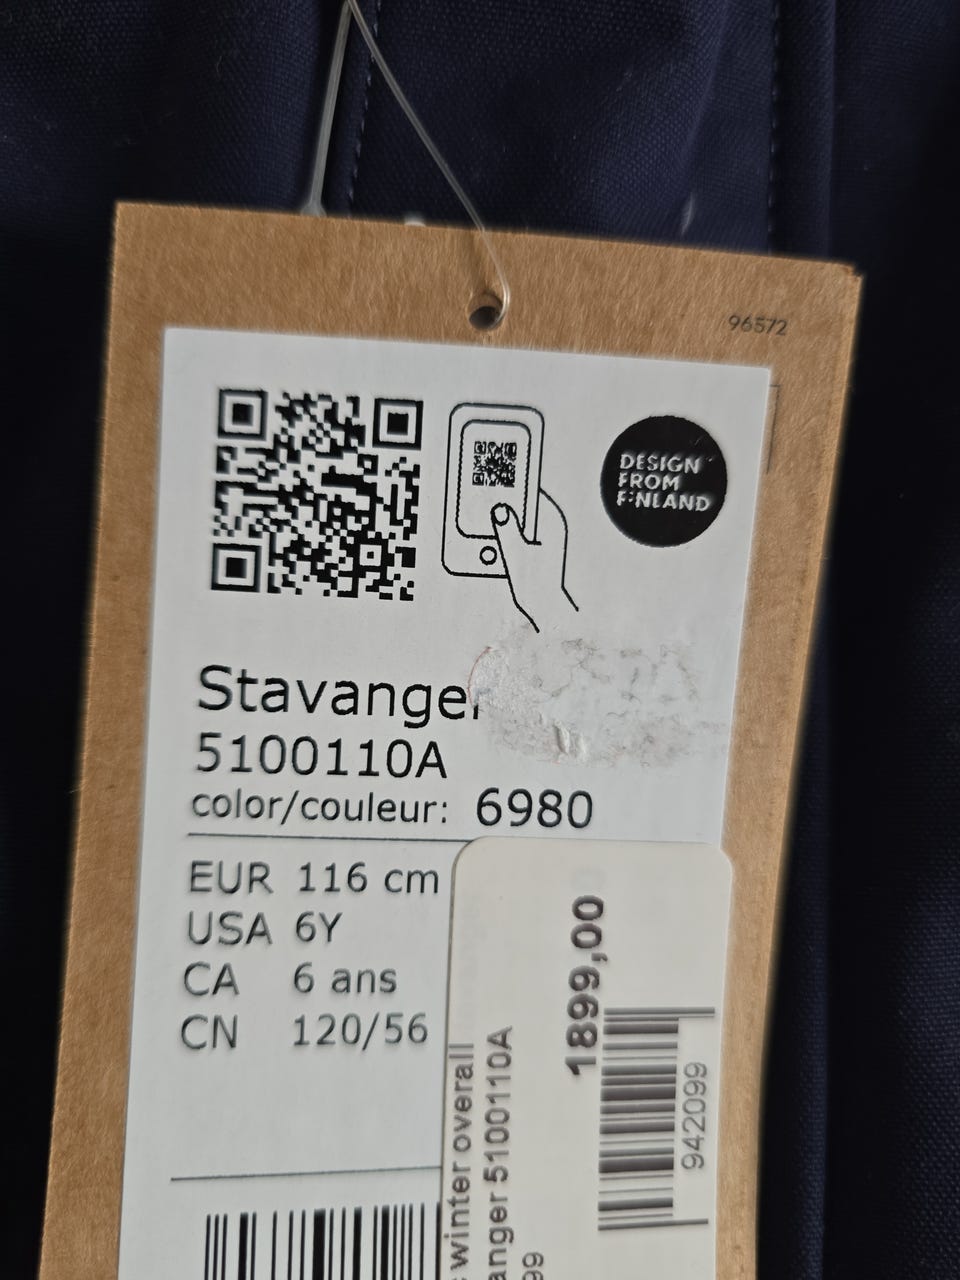 96572
DESIGN
FROM
FINLAND
Stavanger
5100110A
color/couleur: 6980
EUR 116 cm
USA 6Y
CA 6 ans
CN 120/56
1899,00
942099
winter overall
anger 5100110A
99